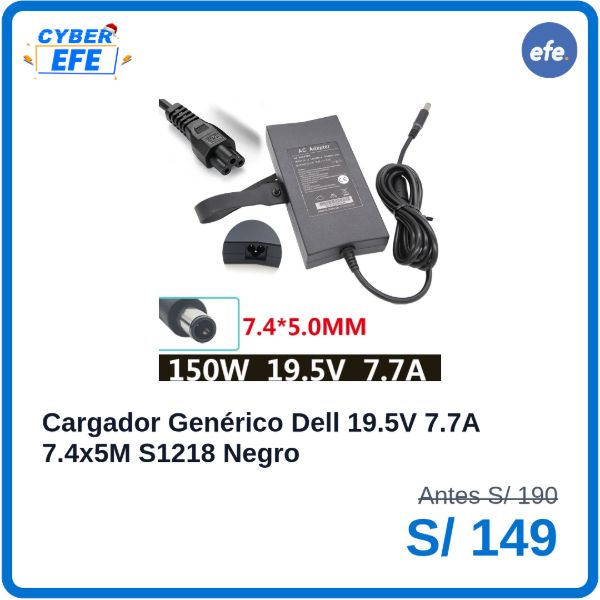 CYBER
EFE
efe.
AC Adapter
7.4*5.0MM
150W 19.5V 7.7A
Cargador Genérico Dell 19.5V 7.7A
7.4x5M S1218 Negro
Antes S/ 190
S/ 149